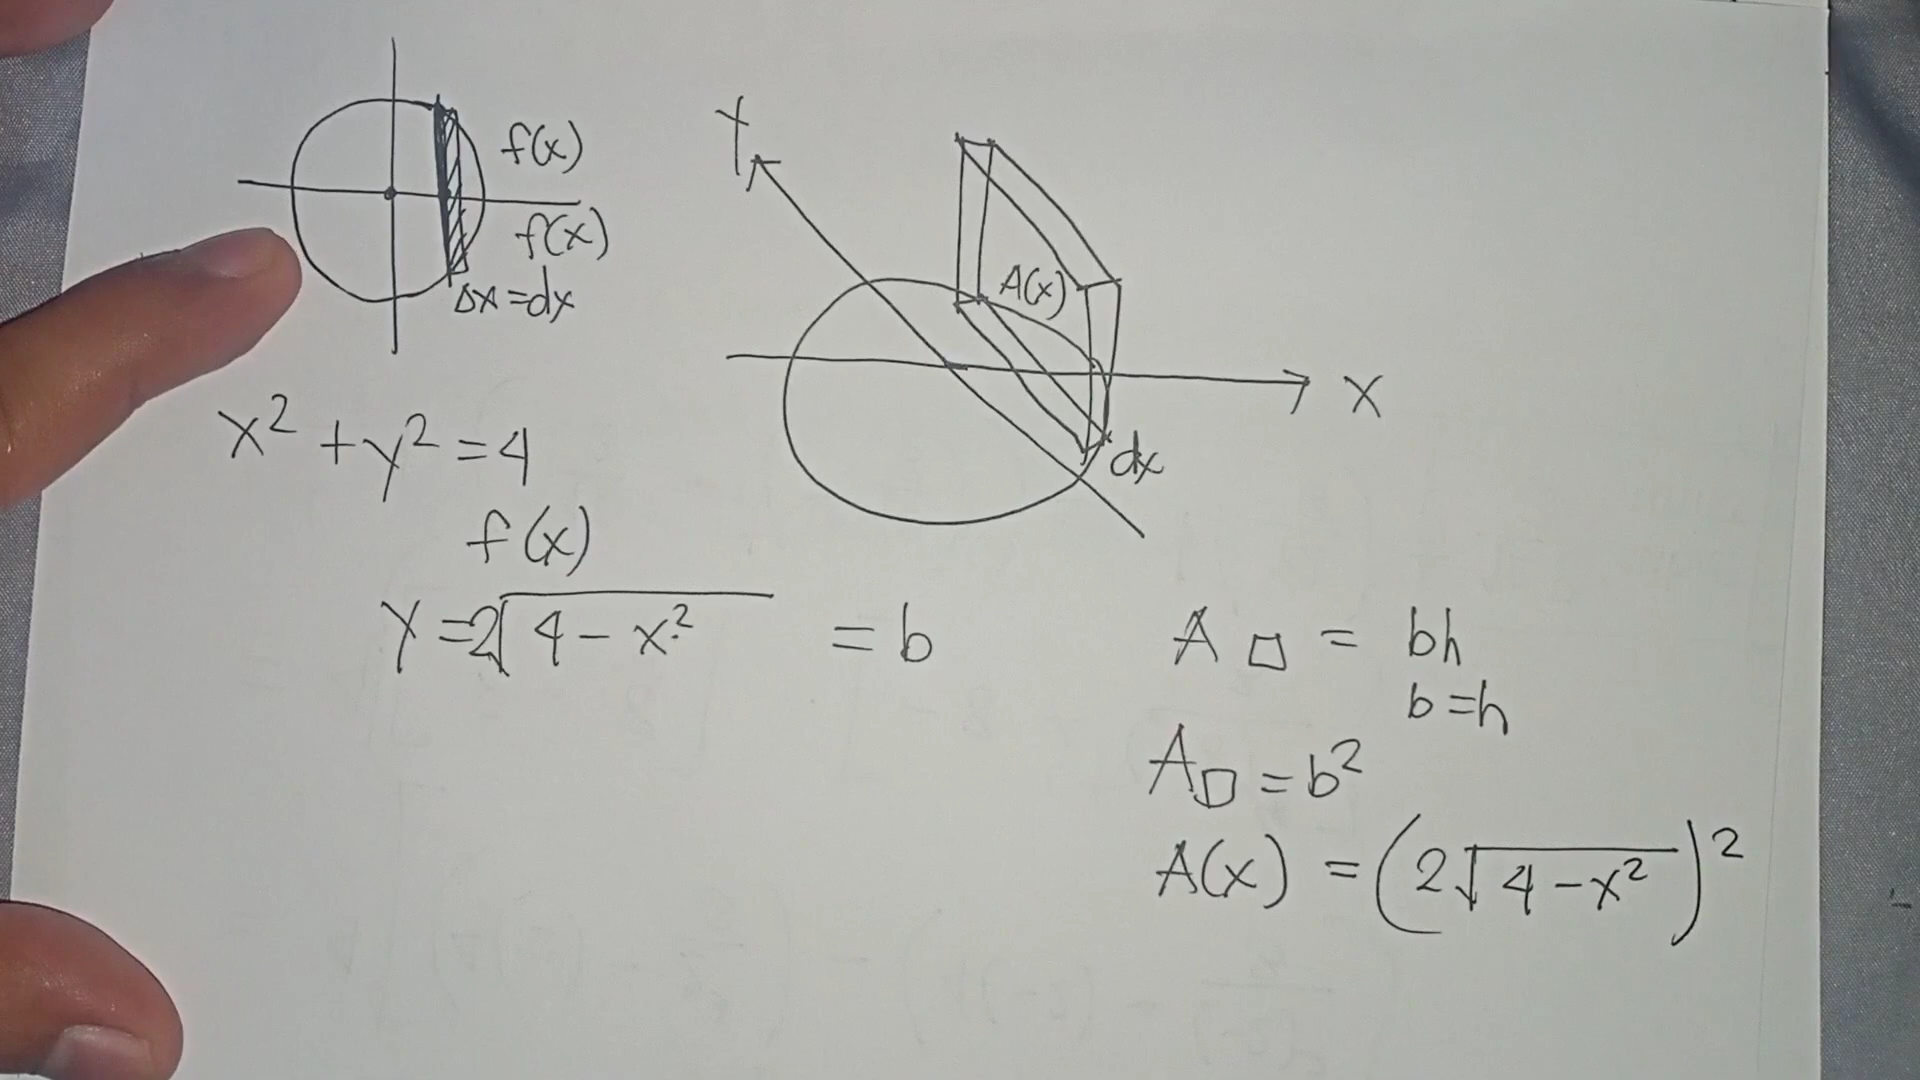 f(x)
f(x)
Δx=dx
Y
A(x)
X
dx
x²+y²=4
f(x)
y=2√4-x² = b
A□ = bh
b=h
A□=b²
A(x) = (2√4-x²)²